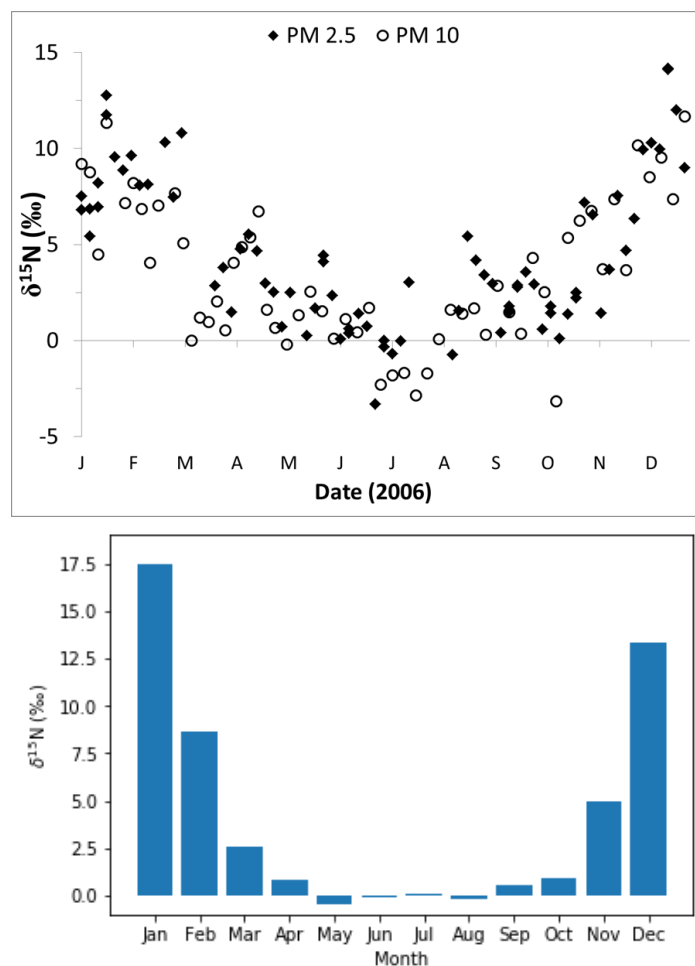 PM 2.5 PM 10
15
10
5
0
-5
δ¹⁵N (‰)
J F M A M J J A S O N D
Date (2006)
17.5
15.0
12.5
10.0
7.5
5.0
2.5
0.0
δ¹⁵N (‰)
Jan Feb Mar Apr May Jun Jul Aug Sep Oct Nov Dec
Month